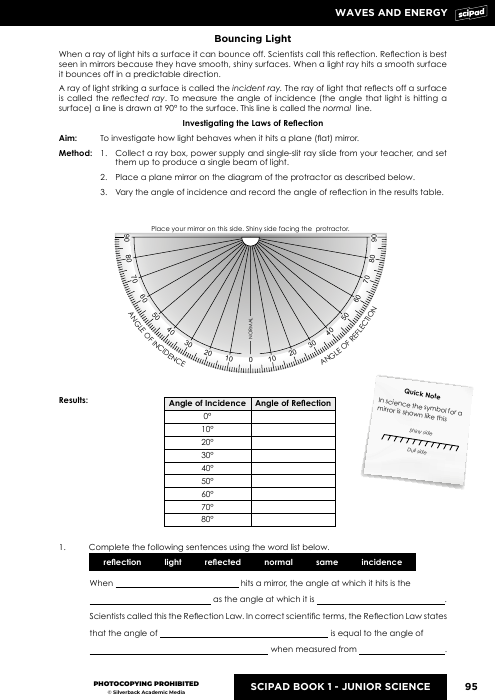 WAVES AND ENERGY scipad
Bouncing Light
When a ray of light hits a surface it can bounce off. Scientists call this reflection. Reflection is best
seen in mirrors because they have smooth, shiny surfaces. When a light ray hits a smooth surface
it bounces off in a predictable direction.
A ray of light striking a surface is called the incident ray. The ray of light that reflects off a surface
is called the reflected ray. To measure the angle of incidence (the angle that light is hitting a
surface) a line is drawn at 90° to the surface. This line is called the normal line.
Investigating the Laws of Reflection
Aim: To investigate how light behaves when it hits a plane (flat) mirror.
Method: 1. Collect a ray box, power supply and single-slit ray slide from your teacher, and set
them up to produce a single beam of light.
2. Place a plane mirror on the diagram of the protractor as described below.
3. Vary the angle of incidence and record the angle of reflection in the results table.
Place your mirror on this side. Shiny side facing the protractor.
90 80 70 60 50 40 30 20 10 0 10 20 30 40 50 60 70 80 90
NORMAL
ANGLE OF INCIDENCE
ANGLE OF REFLECTION
Quick Note
In science the symbol for a
mirror is shown like this
Shiny side
Dull side
Results:
Angle of Incidence Angle of Reflection
0°
10°
20°
30°
40°
50°
60°
70°
80°
1. Complete the following sentences using the word list below.
reflection light reflected normal same incidence
When ______ hits a mirror, the angle at which it hits is the
______ as the angle at which it is ______.
Scientists called this the Reflection Law. In correct scientific terms, the Reflection Law states
that the angle of ______ is equal to the angle of
______ when measured from ______.
PHOTOCOPYING PROHIBITED
© Silverback Academic Media
SCIPAD BOOK 1 - JUNIOR SCIENCE 95